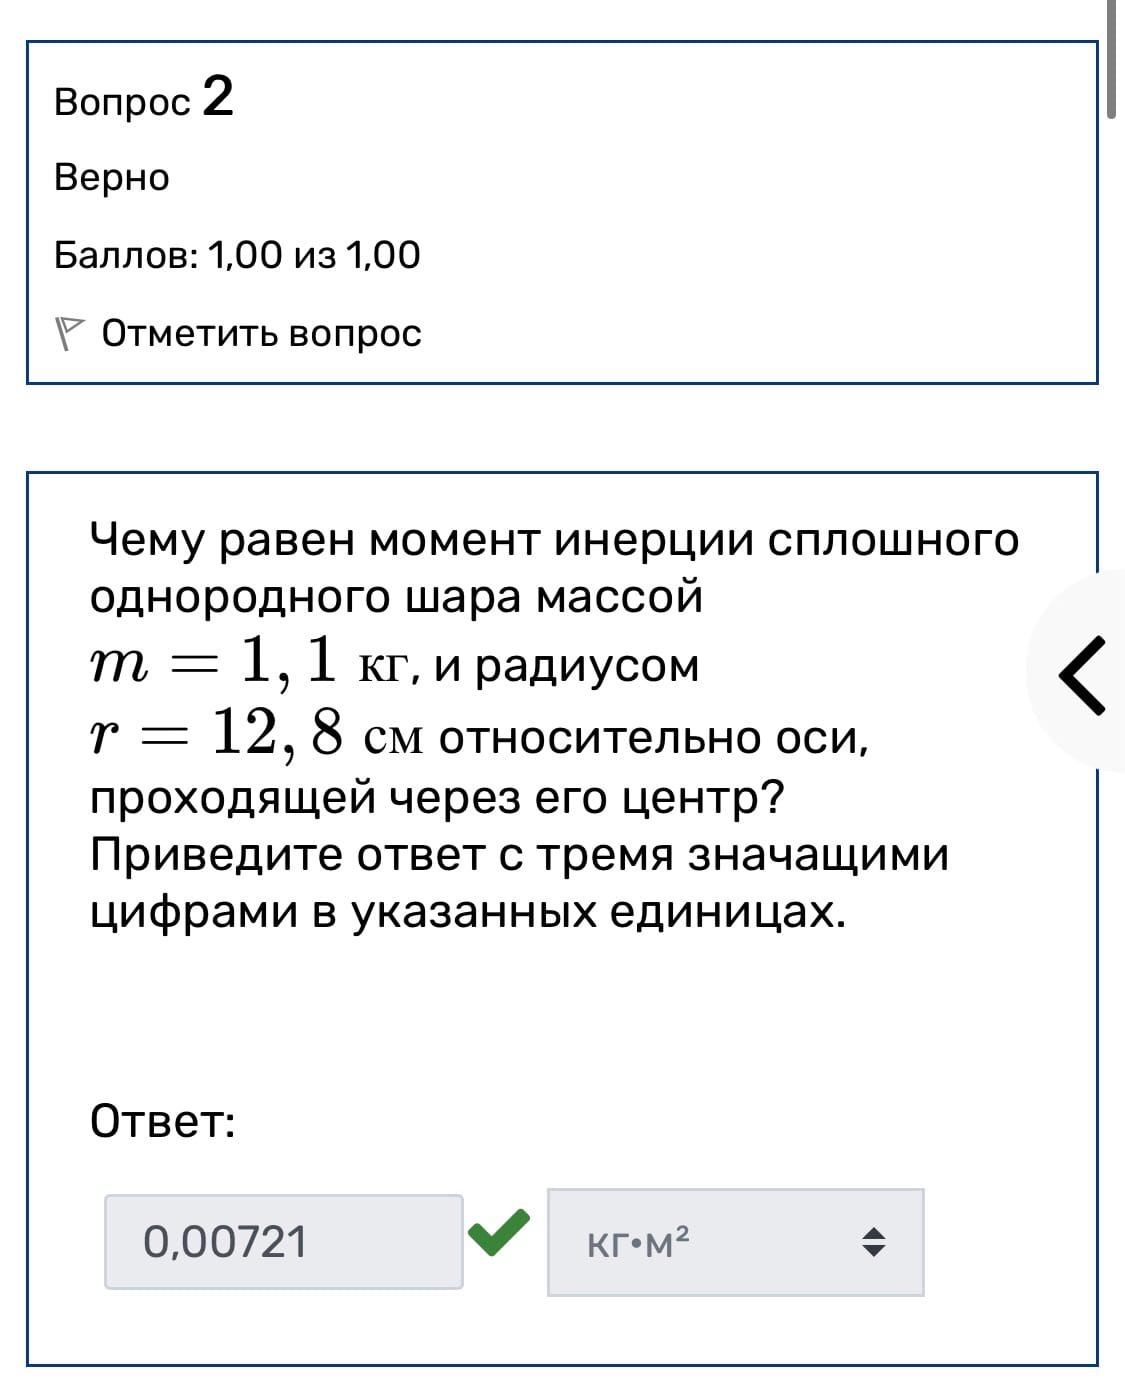 Вопрос 2
Верно
Баллов: 1,00 из 1,00
Отметить вопрос
Чему равен момент инерции сплошного
однородного шара массой
m = 1, 1 кг, и радиусом
r = 12, 8 см относительно оси,
проходящей через его центр?
Приведите ответ с тремя значащими
цифрами в указанных единицах.
Ответ:
0,00721 кг•м²